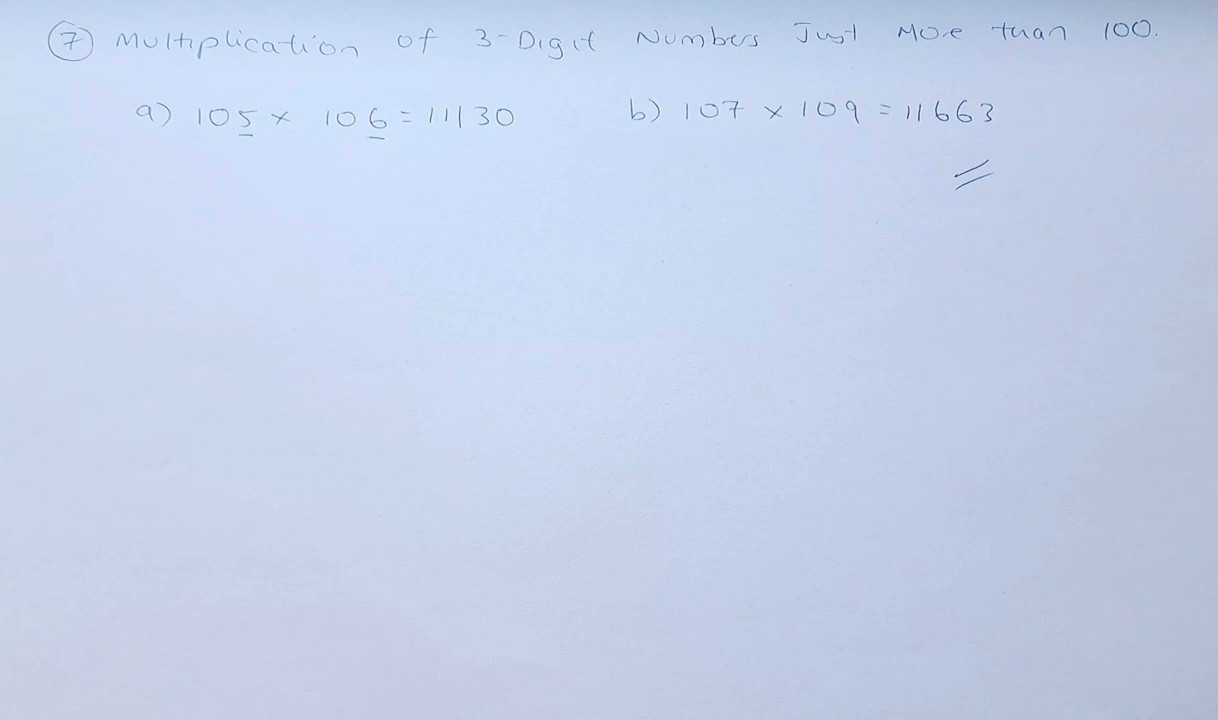 7 Multiplication of 3-Digit Numbers Just More than 100.
a) 105 × 106 = 11130 b) 107 × 109 = 11663